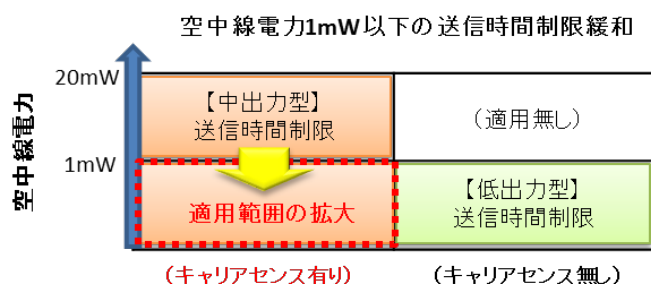 空中線電力1mW以下の送信時間制限緩和
空中線電力
20mW
【中出力型】
送信時間制限
(適用無し)
1mW
適用範囲の拡大
【低出力型】
送信時間制限
(キャリアセンス有り)
(キャリアセンス無し)